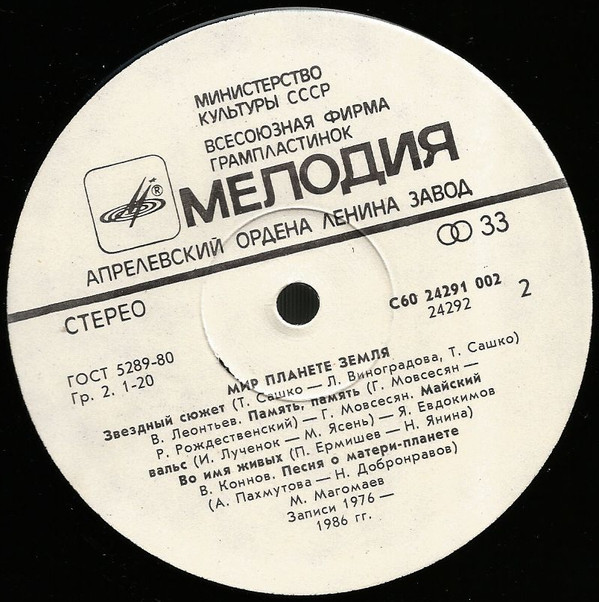 МИНИСТЕРСТВО
КУЛЬТУРЫ СССР
ВСЕСОЮЗНАЯ ФИРМА
ГРАМПЛАСТИНОК
®
МЕЛОДИЯ
АПРЕЛЕВСКИЙ ОРДЕНА ЛЕНИНА ЗАВОД
33
СТЕРЕО
С60 24291 002
24292
2
ГОСТ 5289-80
Гр. 2. 1-20
МИР ПЛАНЕТЕ ЗЕМЛЯ
Звездный сюжет (Т. Сашко — Л. Виноградова, Т. Сашко)
В. Леонтьев. Память, память (Г. Мовсесян —
Р. Рождественский) — Г. Мовсесян. Майский
вальс (И. Лученок — М. Ясень) — Я. Евдокимов
Во имя живых (П. Ермишев — Н. Янина)
В. Коннов. Песня о матери-планете
(А. Пахмутова — Н. Добронравов)
М. Магомаев
Записи 1976 —
1986 гг.